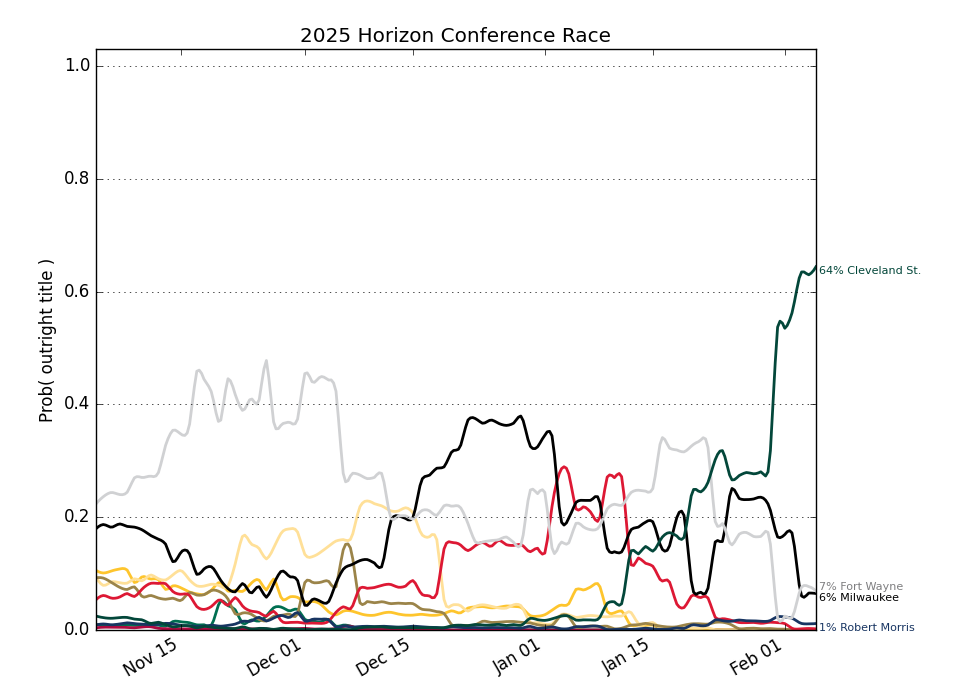 2025 Horizon Conference Race
Prob( outright title )
1.0
0.8
0.6
0.4
0.2
0.0
64% Cleveland St.
7% Fort Wayne
6% Milwaukee
1% Robert Morris
Nov 15
Dec 01
Dec 15
Jan 01
Jan 15
Feb 01